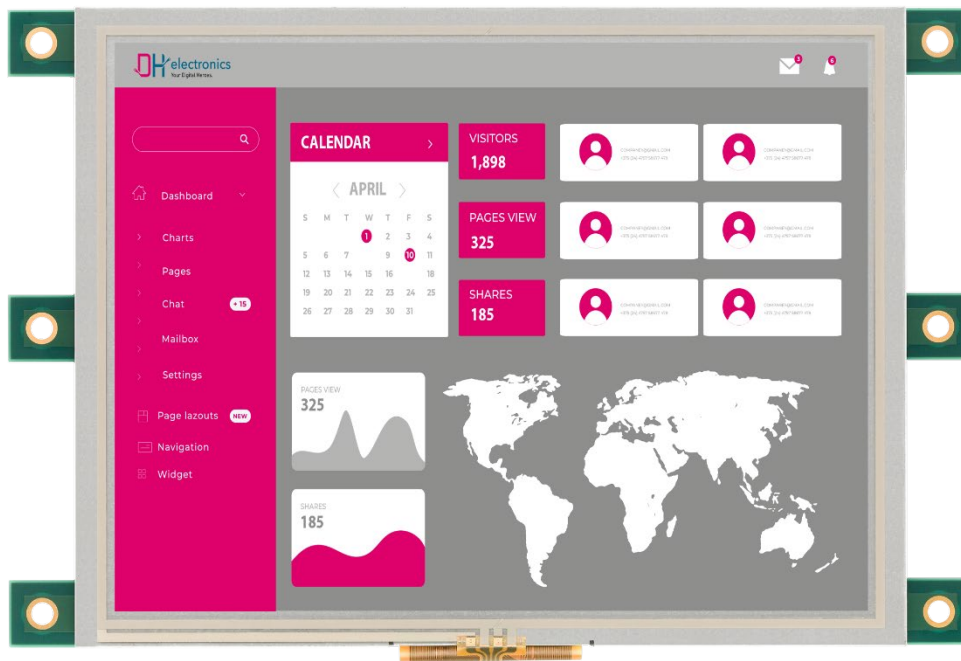 DH electronics
Your Digital Heroes.
3
6
Dashboard
Charts
Pages
Chat
+ 15
Mailbox
Settings
Page lazouts
NEW
Navigation
Widget
CALENDAR
APRIL
S M T W T F S
1 2 3 4
5 6 7 9 10 11
12 13 14 15 16 18
19 20 21 22 23 24 25
26 27 28 29 30 31
VISITORS
1,898
PAGES VIEW
325
SHARES
185
PAGES VIEW
325
SHARES
185